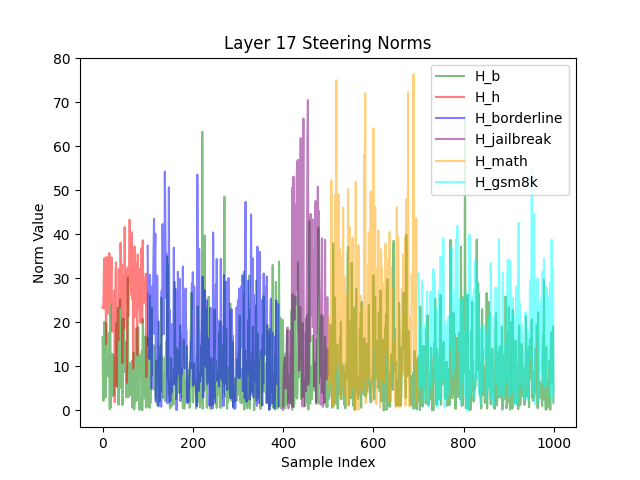 Layer 17 Steering Norms
Norm Value
80
70
60
50
40
30
20
10
0
H_b
H_h
H_borderline
H_jailbreak
H_math
H_gsm8k
0 200 400 600 800 1000
Sample Index